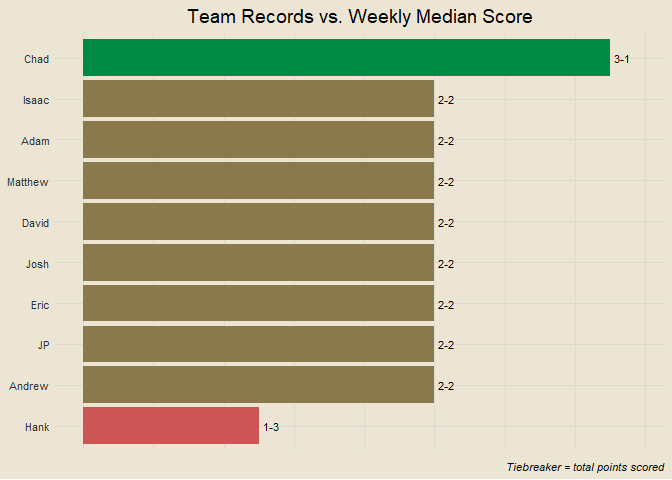 Team Records vs. Weekly Median Score
Chad 3-1
Isaac 2-2
Adam 2-2
Matthew 2-2
David 2-2
Josh 2-2
Eric 2-2
JP 2-2
Andrew 2-2
Hank 1-3
Tiebreaker = total points scored